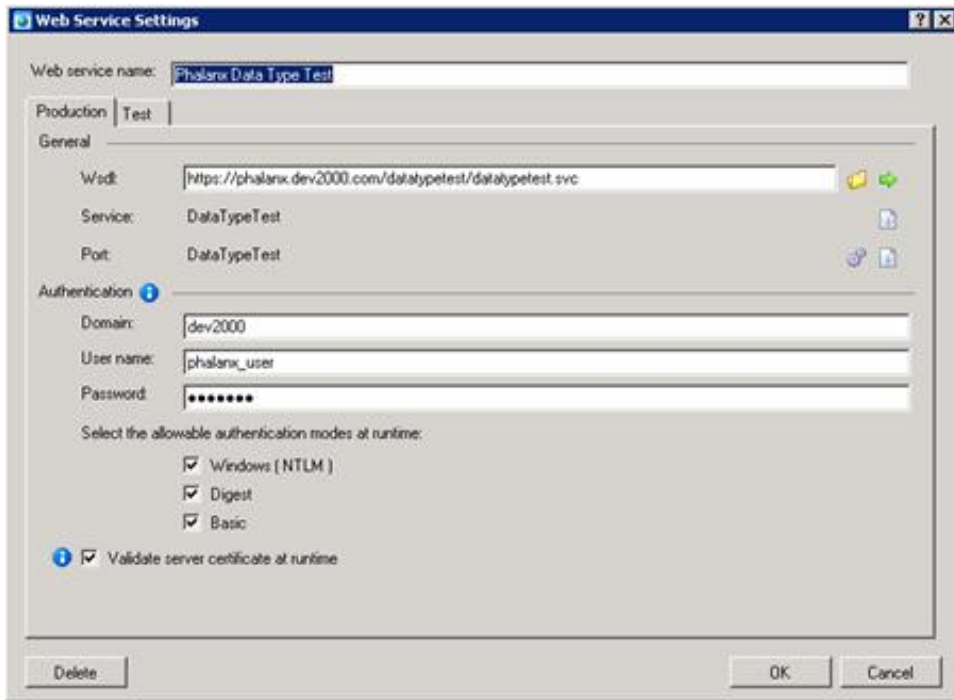 Web Service Settings
Web service name: Phalanx Data Type Test
Production Test
General
Wsdl: https://phalanx.dev2000.com/datatypetest/datatypetest.svc
Service: DataTypeTest
Port: DataTypeTest
Authentication
Domain: dev2000
User name: phalanx_user
Password: •••••••
Select the allowable authentication modes at runtime:
Windows ( NTLM )
Digest
Basic
Validate server certificate at runtime
Delete OK Cancel